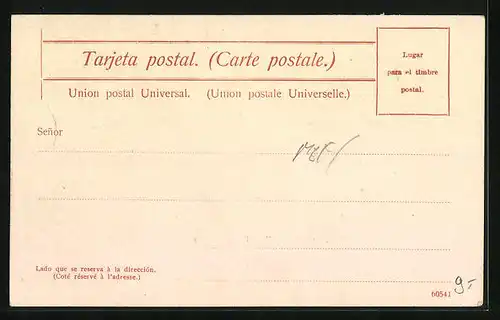 Tarjeta postal. (Carte postale.)
Union postal Universal. (Union postale Universelle.)
Lugar
para el timbre
postal.
Señor
Lado que se reserva à la dirección.
(Coté réservé à l'adresse.)
60541
9.-